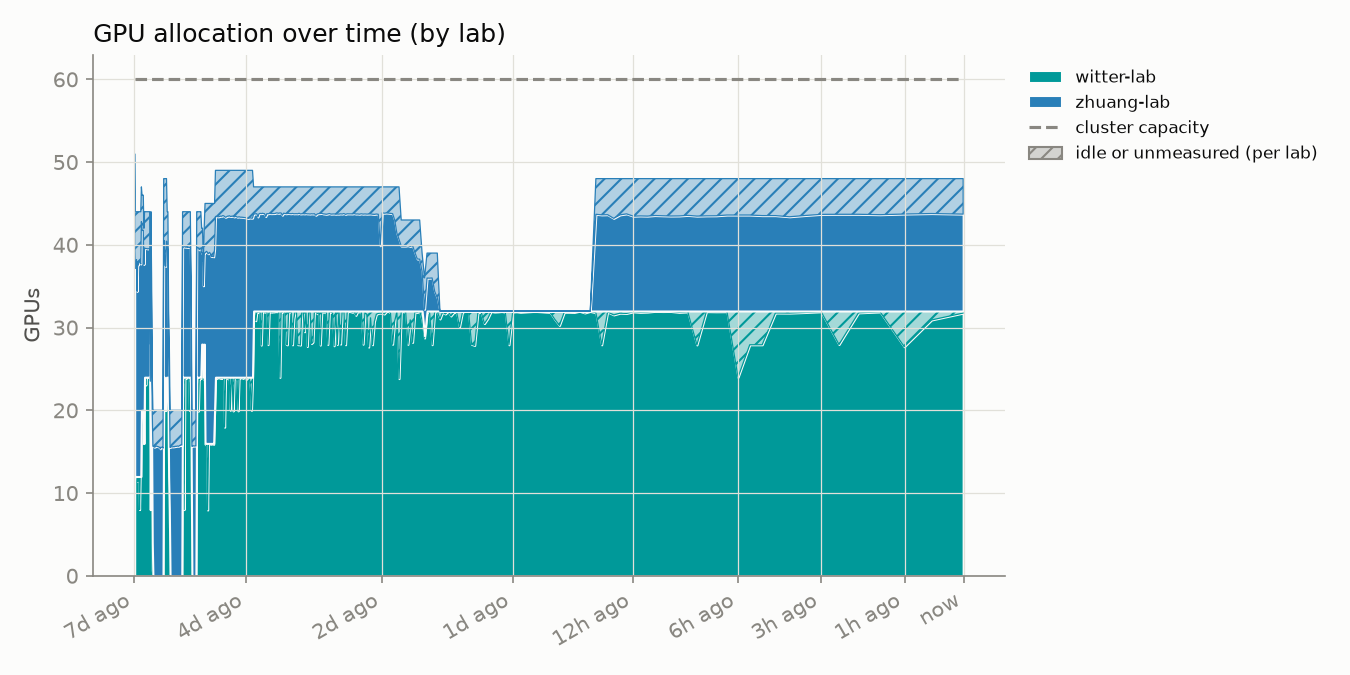 GPU allocation over time (by lab)
GPUs
60
50
40
30
20
10
0
7d ago
4d ago
2d ago
1d ago
12h ago
6h ago
3h ago
1h ago
now
witter-lab
zhuang-lab
cluster capacity
idle or unmeasured (per lab)